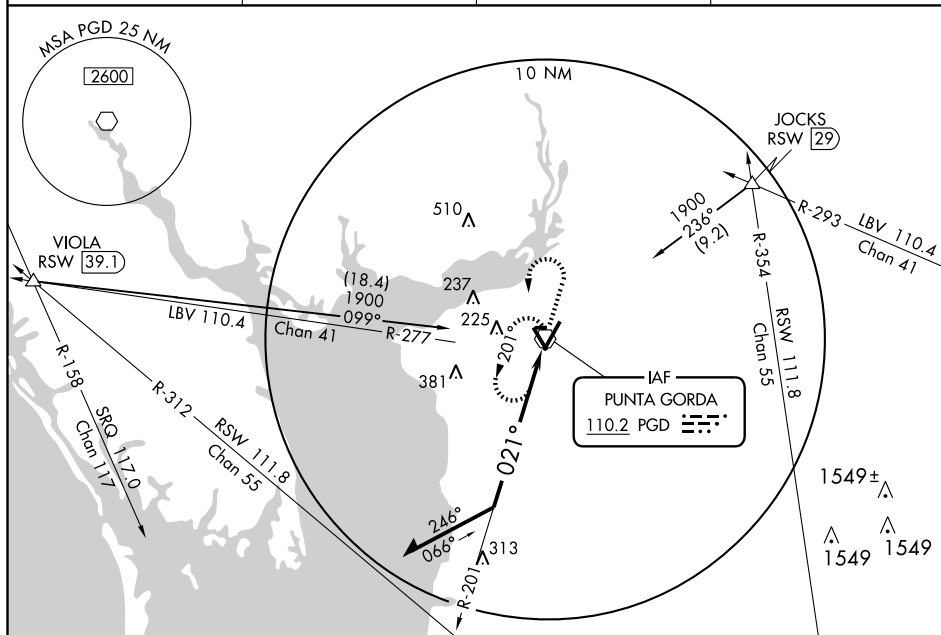 MSA PGD 25 NM
2600
10 NM
JOCKS
RSW 29
1900
236°
(9.2)
R-293
LBV 110.4
Chan 41
R-354
RSW 111.8
Chan 55
510
VIOLA
RSW 39.1
(18.4)
1900
099°
LBV 110.4
Chan 41
R-277
237
225
201°
381
IAF
PUNTA GORDA
110.2 PGD
R-158
SRQ 117.0
Chan 117
R-312
RSW 111.8
Chan 55
021°
246°
066°
R-201
313
1549±
1549
1549